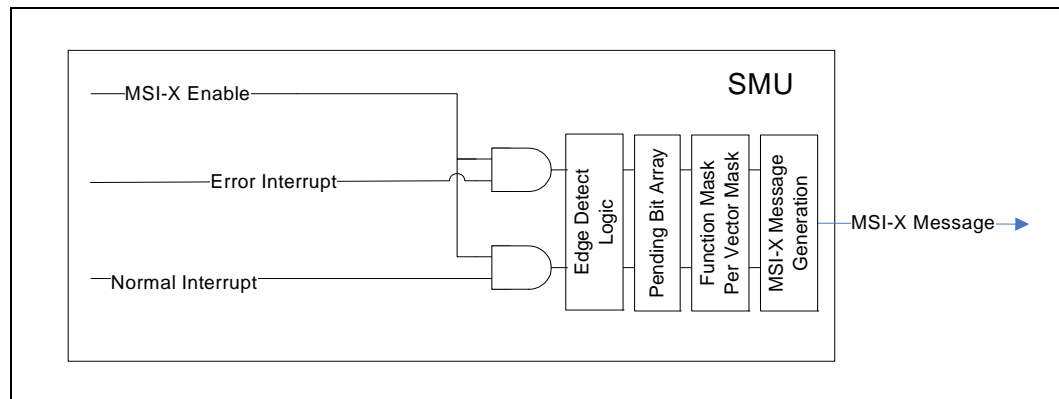 SMU
MSI-X Enable
Error Interrupt
Normal Interrupt
Edge Detect
Logic
Pending Bit Array
Function Mask
Per Vector Mask
MSI-X Message
Generation
MSI-X Message